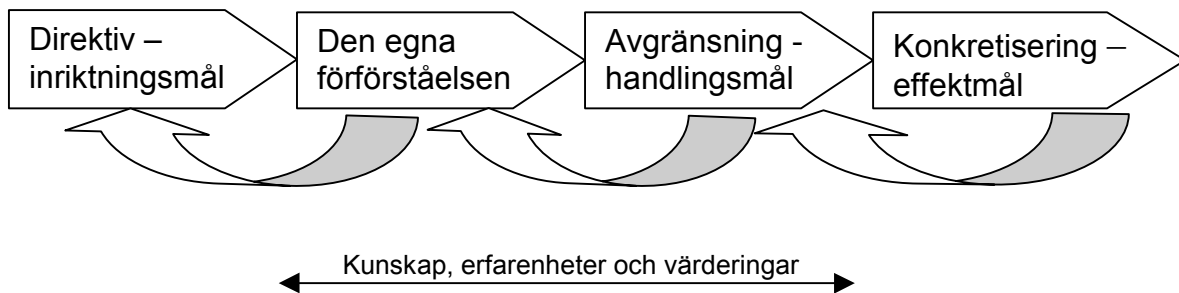 Direktiv –
inriktningsmål
Den egna
förförståelsen
Avgränsning -
handlingsmål
Konkretisering –
effektmål
Kunskap, erfarenheter och värderingar